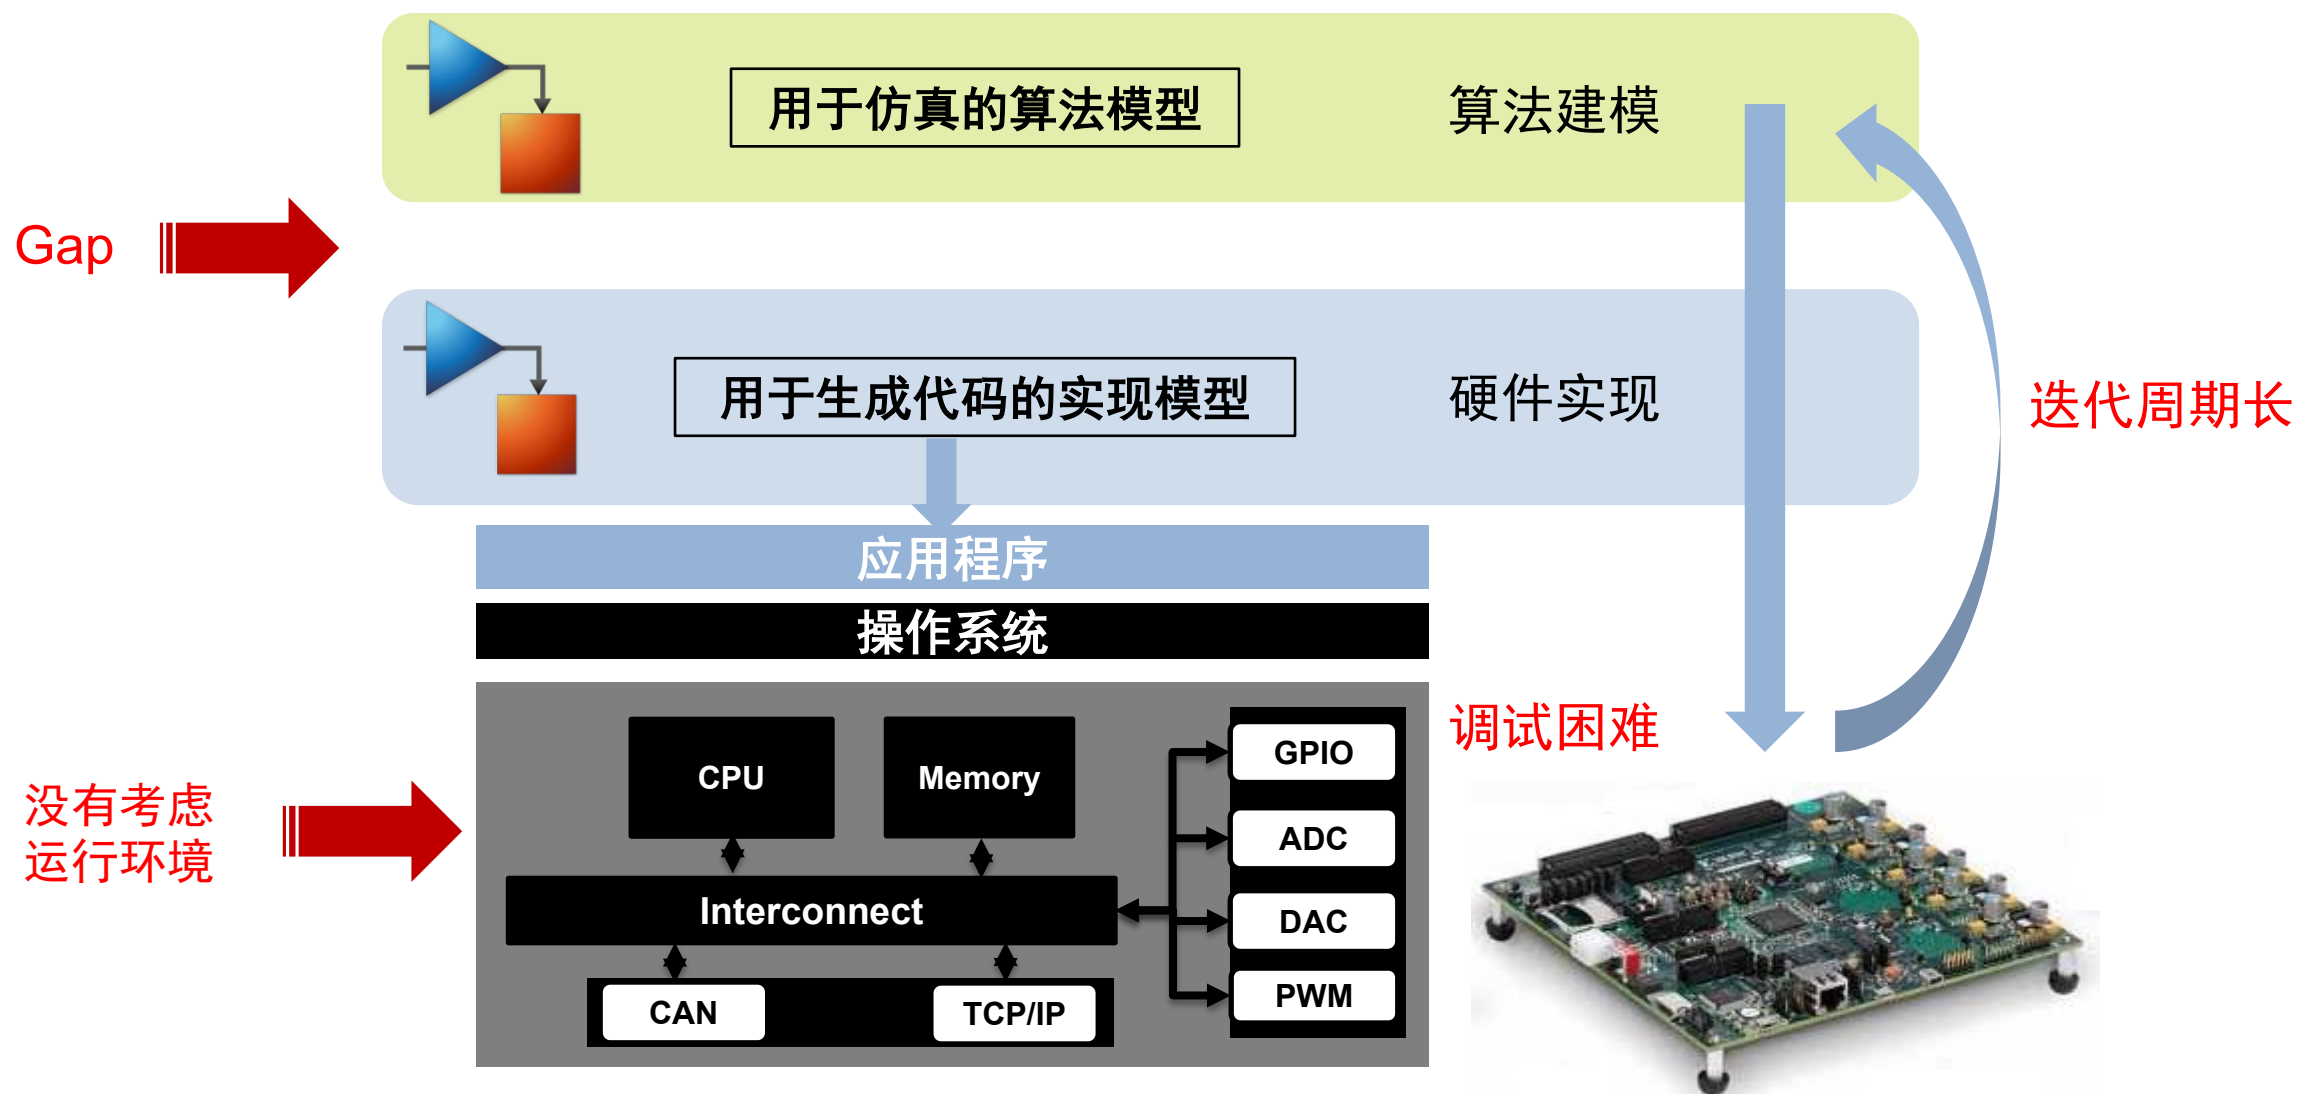 用于仿真的算法模型
算法建模
Gap
用于生成代码的实现模型
硬件实现
迭代周期长
应用程序
操作系统
调试困难
没有考虑
运行环境
CPU
Memory
GPIO
ADC
Interconnect
DAC
PWM
CAN
TCP/IP